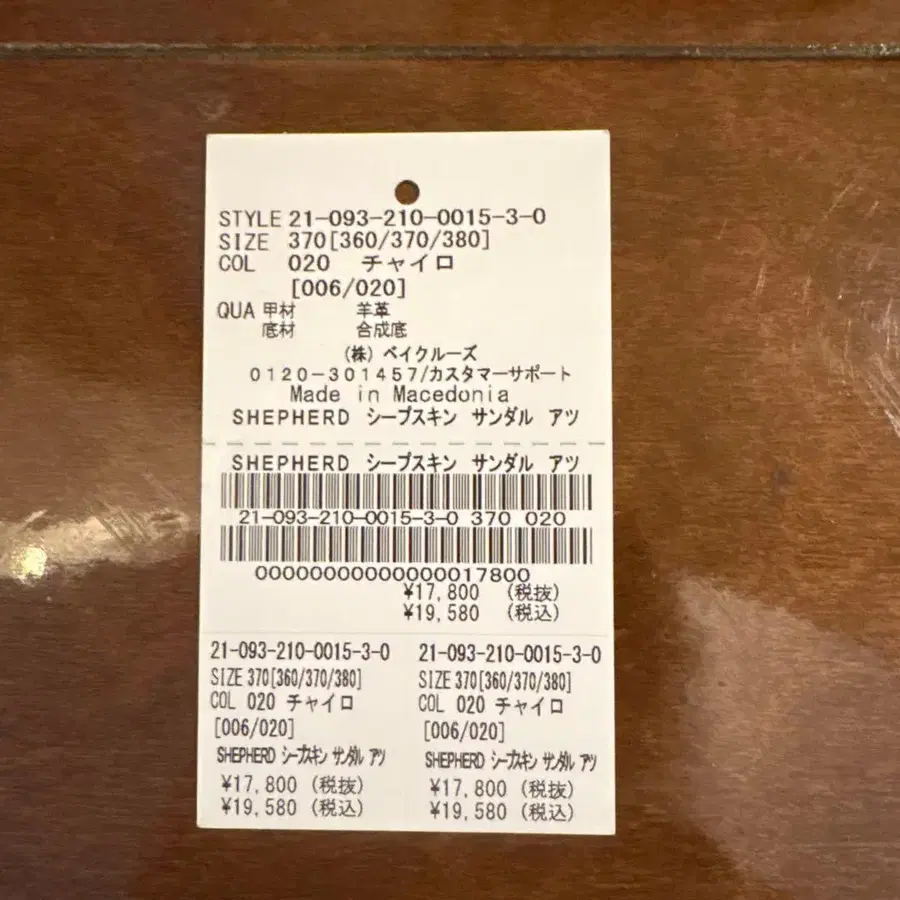 STYLE 21-093-210-0015-3-0
SIZE 370[360/370/380]
COL 020 チャイロ
[006/020]
QUA 甲材 羊革
底材 合成底
(株) ベイクルーズ
0120-301457/カスタマーサポート
Made in Macedonia
SHEPHERD シープスキン サンダル アツ
SHEPHERD シープスキン サンダル アツ
21-093-210-0015-3-0 370 020
00000000000000017800
¥17,800 (税抜)
¥19,580 (税込)
21-093-210-0015-3-0
SIZE 370[360/370/380]
COL 020 チャイロ
[006/020]
SHEPHERD シープスキン サンダル アツ
¥17,800 (税抜)
¥19,580 (税込)
21-093-210-0015-3-0
SIZE 370[360/370/380]
COL 020 チャイロ
[006/020]
SHEPHERD シープスキン サンダル アツ
¥17,800 (税抜)
¥19,580 (税込)